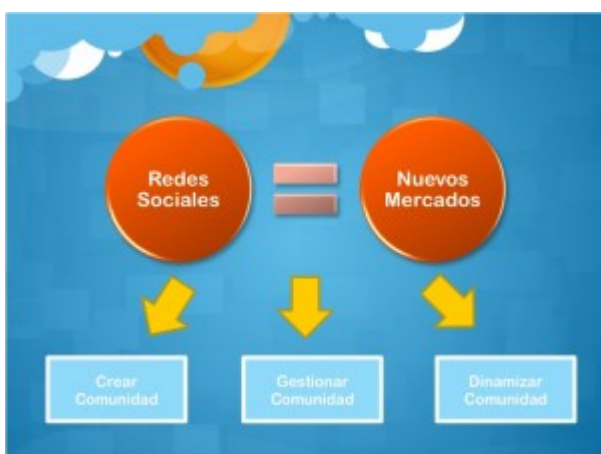 Redes
Sociales
Nuevos
Mercados
Crear
Comunidad
Gestionar
Comunidad
Dinamizar
Comunidad